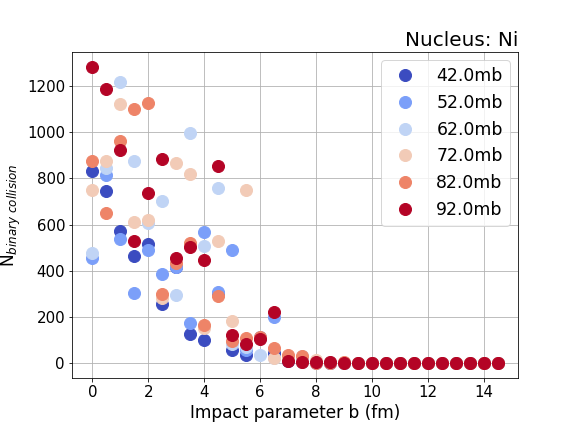 Nucleus: Ni
1200
1000
800
600
400
200
0
N_binary collision
42.0mb
52.0mb
62.0mb
72.0mb
82.0mb
92.0mb
0 2 4 6 8 10 12 14
Impact parameter b (fm)